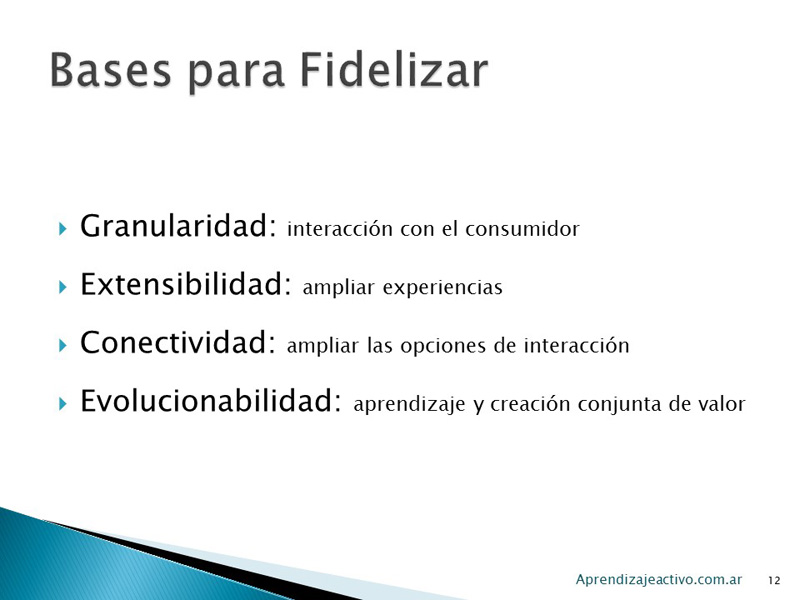 Bases para Fidelizar
Granularidad: interacción con el consumidor
Extensibilidad: ampliar experiencias
Conectividad: ampliar las opciones de interacción
Evolucionabilidad: aprendizaje y creación conjunta de valor
Aprendizajeactivo.com.ar 12